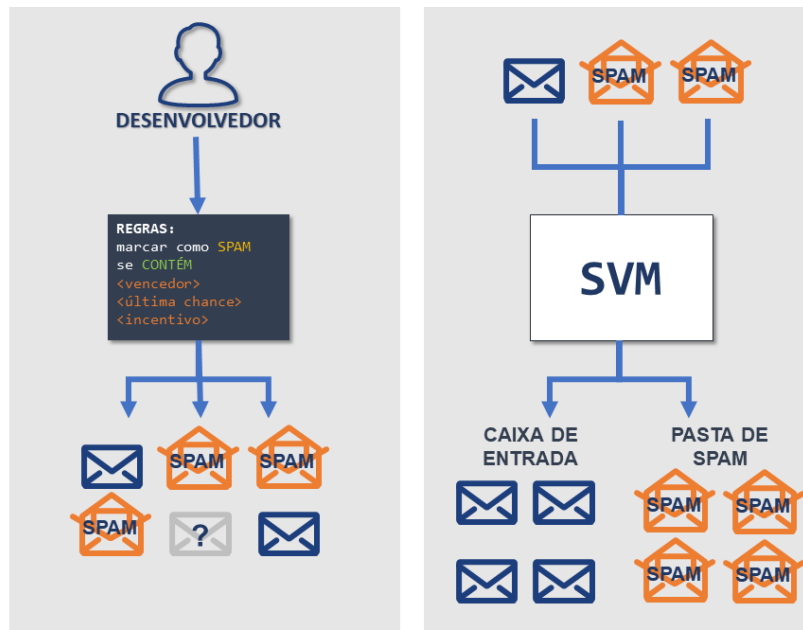 DESENVOLVEDOR
REGRAS:
marcar como SPAM
se CONTÉM
<vencedor>
<última chance>
<incentivo>
SPAM
SPAM
SPAM
?
SPAM
SPAM
SVM
CAIXA DE
ENTRADA
PASTA DE
SPAM
SPAM
SPAM
SPAM
SPAM